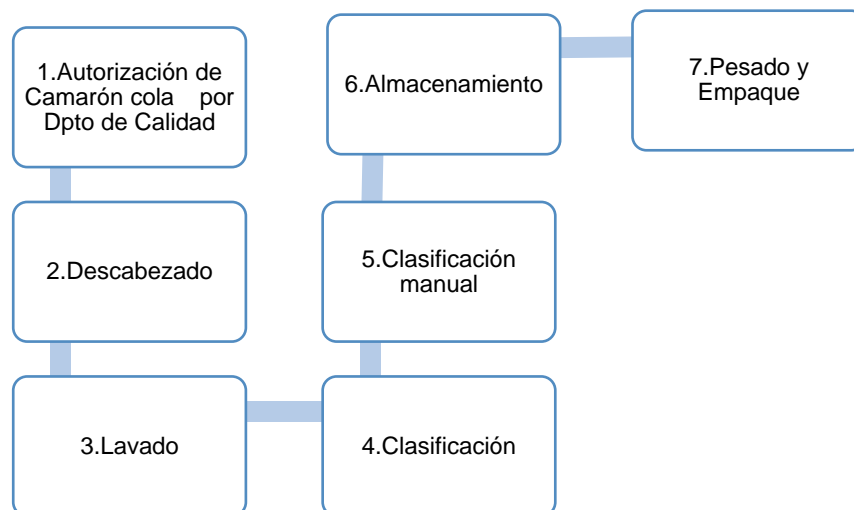 1.Autorización de
Camarón cola por
Dpto de Calidad
2.Descabezado
3.Lavado
4.Clasificación
5.Clasificación
manual
6.Almacenamiento
7.Pesado y
Empaque